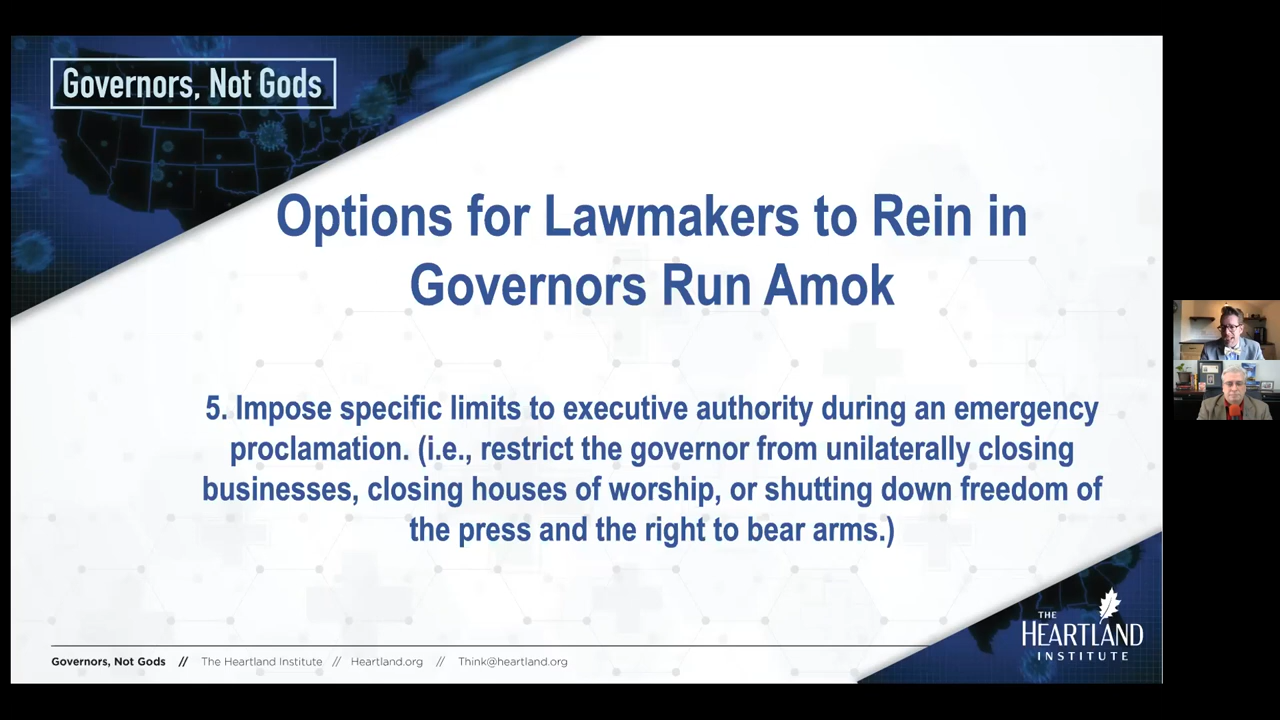 Governors, Not Gods
Options for Lawmakers to Rein in
Governors Run Amok
5. Impose specific limits to executive authority during an emergency
proclamation. (i.e., restrict the governor from unilaterally closing
businesses, closing houses of worship, or shutting down freedom of
the press and the right to bear arms.)
Governors, Not Gods // The Heartland Institute // Heartland.org // Think@heartland.org
THE
HEARTLAND
INSTITUTE